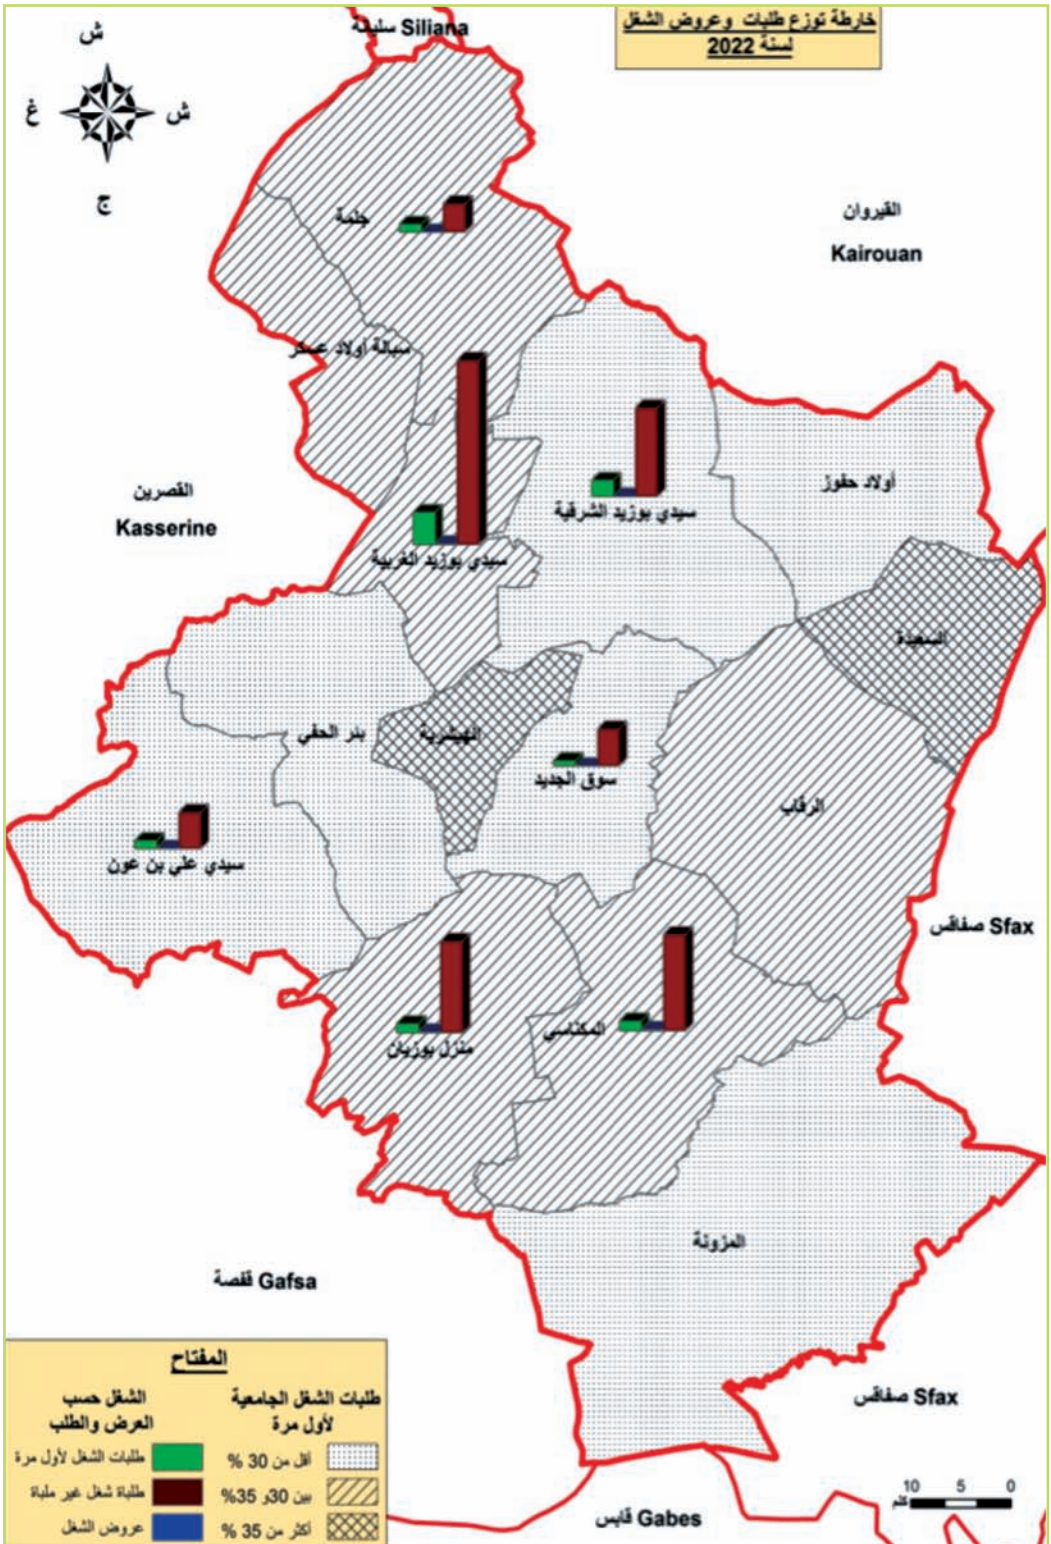 خارطة توزع طلبات وعروض الشغل
لسنة 2022
ش
غ
ش
ج
سليانة Siliana
القيروان
Kairouan
جلمة
سبالة أولاد عسكر
القصرين
Kasserine
أولاد حفوز
سيدي بوزيد الشرقية
سيدي بوزيد الغربية
السعيدة
بئر الحفي
الهيشرية
سوق الجديد
الرقاب
سيدي علي بن عون
صفاقس Sfax
المكناسي
منزل بوزيان
المزونة
قفصة Gafsa
صفاقس Sfax
قابس Gabes
المفتاح
طلبات الشغل الجامعية
لأول مرة
أقل من 30 %
بين 30و 35%
أكثر من 35 %
الشغل حسب
العرض والطلب
طلبات الشغل لأول مرة
طلباة شغل غير ملباة
عروض الشغل
10 5 0
كلم